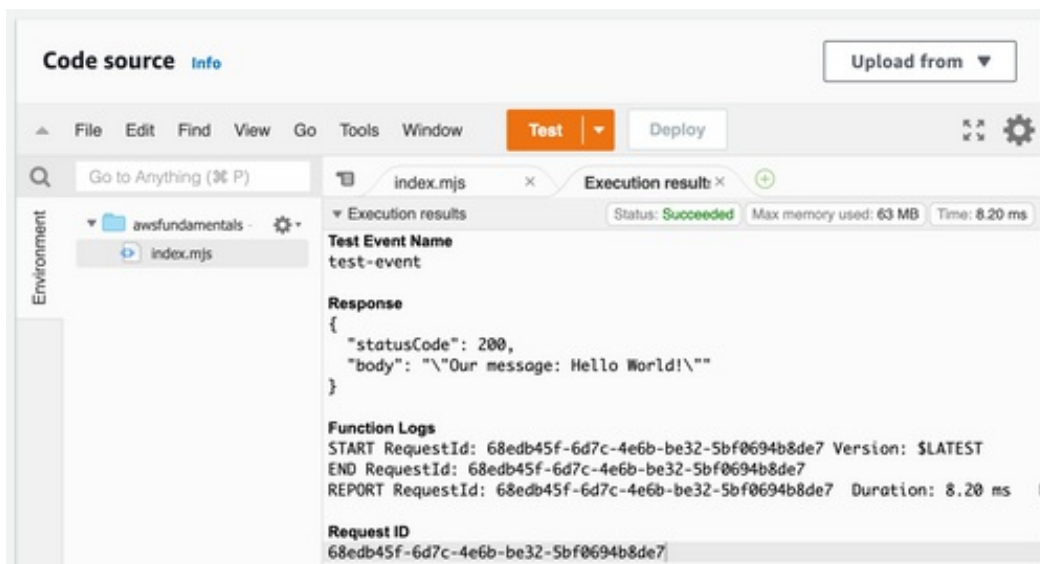 Code source Info
Upload from ▼
File Edit Find View Go Tools Window Test Deploy
Go to Anything (⌘ P)
index.mjs ×
Execution result: ×
Environment
awsfundamentals -
index.mjs
Execution results
Status: Succeeded
Max memory used: 63 MB
Time: 8.20 ms
Test Event Name
test-event
Response
{
  "statusCode": 200,
  "body": "\"Our message: Hello World!\""
}
Function Logs
START RequestId: 68edb45f-6d7c-4e6b-be32-5bf0694b8de7 Version: $LATEST
END RequestId: 68edb45f-6d7c-4e6b-be32-5bf0694b8de7
REPORT RequestId: 68edb45f-6d7c-4e6b-be32-5bf0694b8de7 Duration: 8.20 ms
Request ID
68edb45f-6d7c-4e6b-be32-5bf0694b8de7